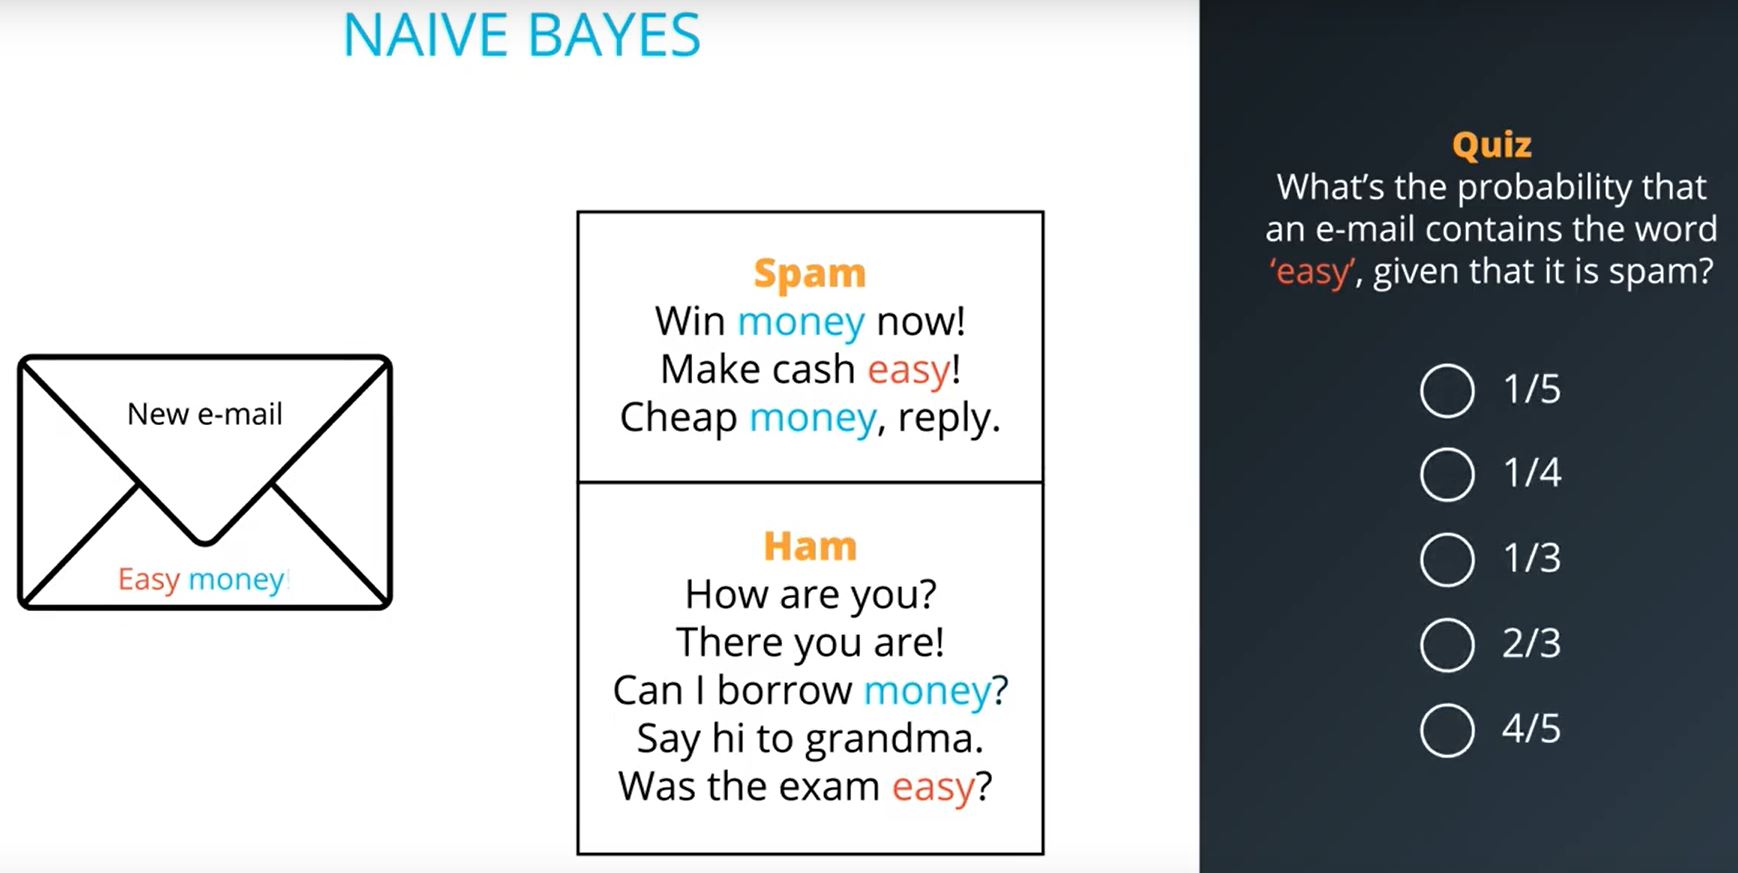 NAIVE BAYES
New e-mail
Easy money!
Spam
Win money now!
Make cash easy!
Cheap money, reply.
Ham
How are you?
There you are!
Can I borrow money?
Say hi to grandma.
Was the exam easy?
Quiz
What's the probability that
an e-mail contains the word
‘easy’, given that it is spam?
1/5
1/4
1/3
2/3
4/5